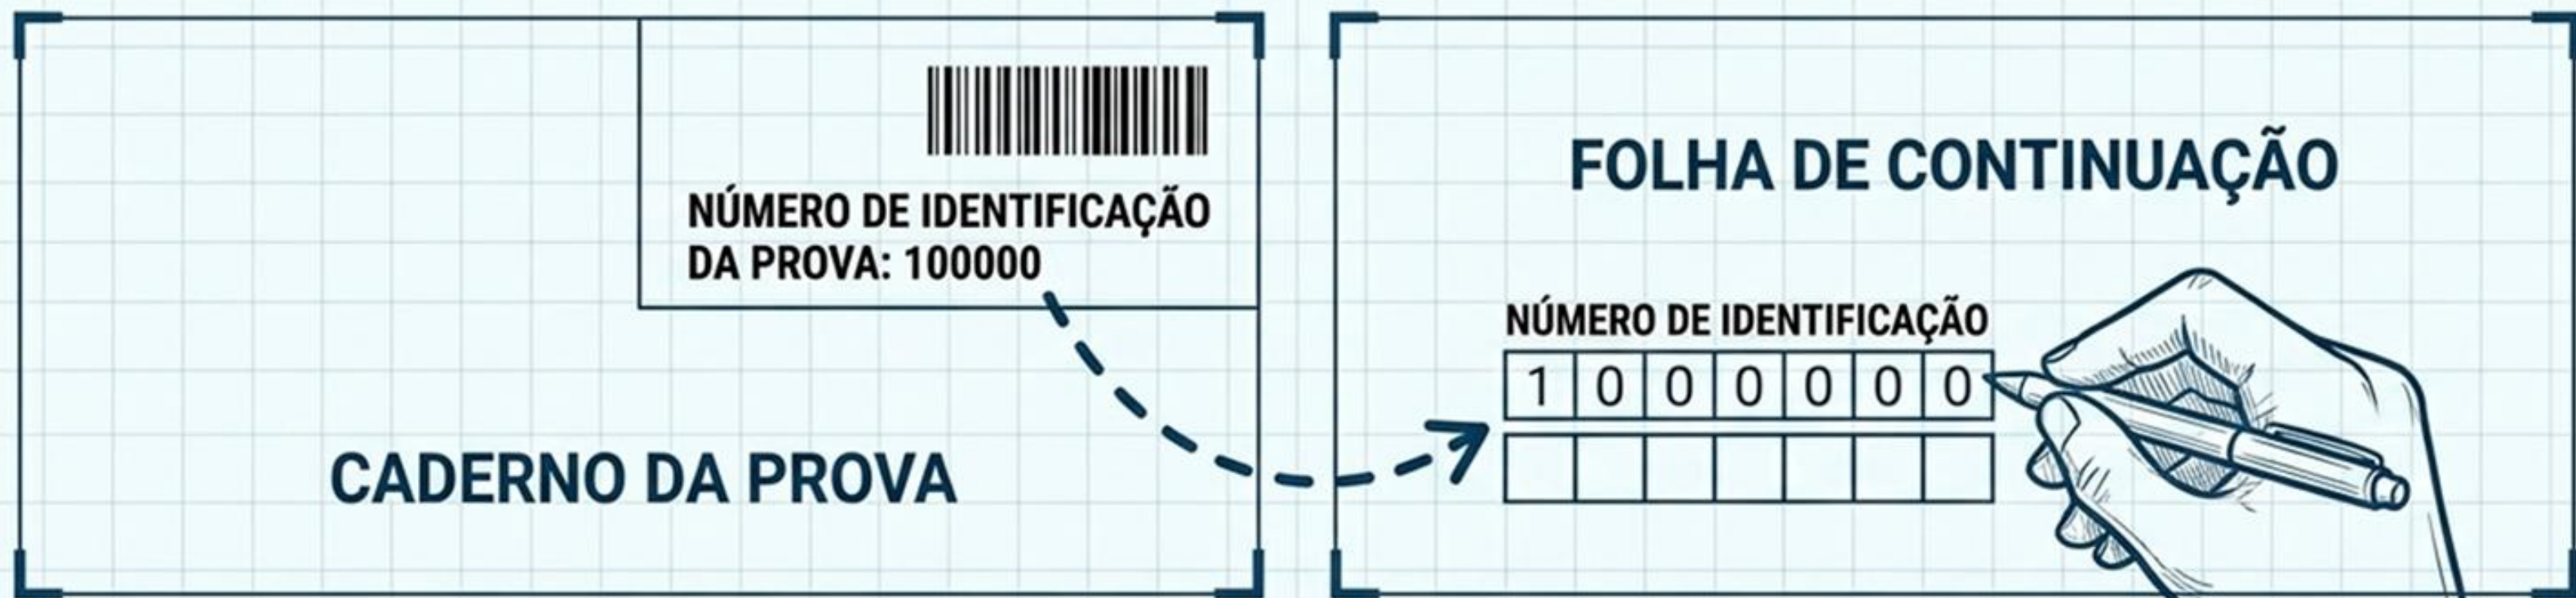 NÚMERO DE IDENTIFICAÇÃO
DA PROVA: 100000
CADERNO DA PROVA
FOLHA DE CONTINUAÇÃO
NÚMERO DE IDENTIFICAÇÃO
1 0 0 0 0 0 0